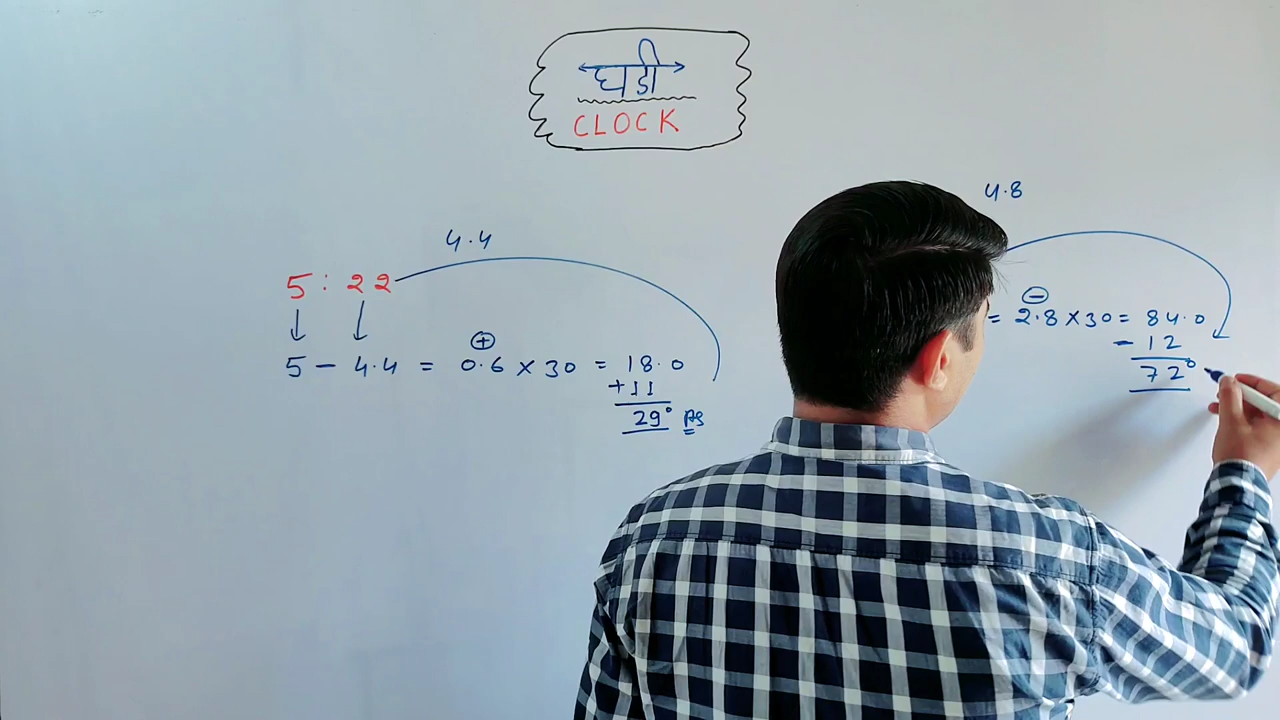 घडी
CLOCK
4.4
5 : 22
5 - 4.4 = 0.6 × 30 = 18.0
+
+11
29°
4.8
-
= 2.8 × 30 = 84.0
-12
72°